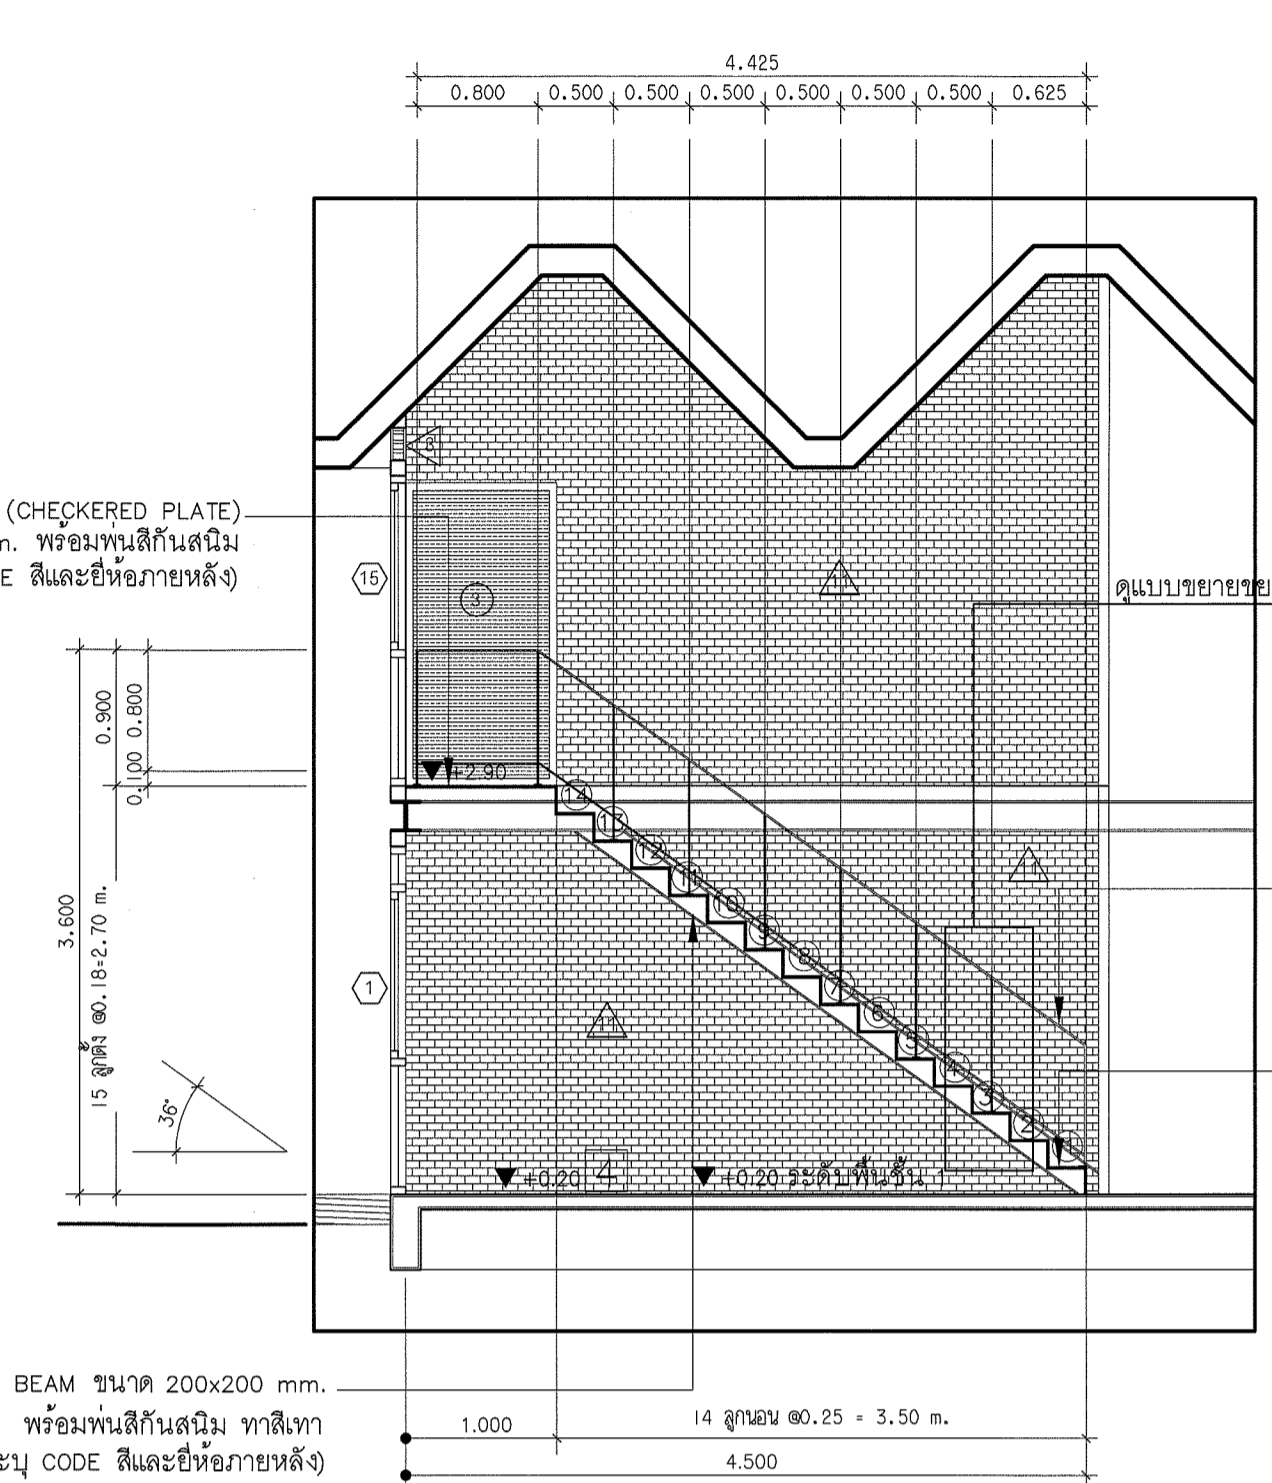 4.425
0.800 0.500 0.500 0.500 0.500 0.500 0.500 0.625
3
(CHECKERED PLATE)
m. พร้อมพ่นสีกันสนิม
E สีและยี่ห้อภายหลัง)
15
3
11
ดูแบบขยาย
0.900
0.100 0.800
+2.90
3.600
15 ลูกตั้ง @0.18=2.70 m.
14
13
12
11
10
9
8
7
6
5
4
3
2
1
11
1
11
36°
+0.20 4 +0.20 ระดับพื้นชั้น 1
BEAM ขนาด 200x200 mm.
พร้อมพ่นสีกันสนิม ทาสีเทา
ะบุ CODE สีและยี่ห้อภายหลัง)
1.000 14 ลูกนอน @0.25 = 3.50 m.
4.500